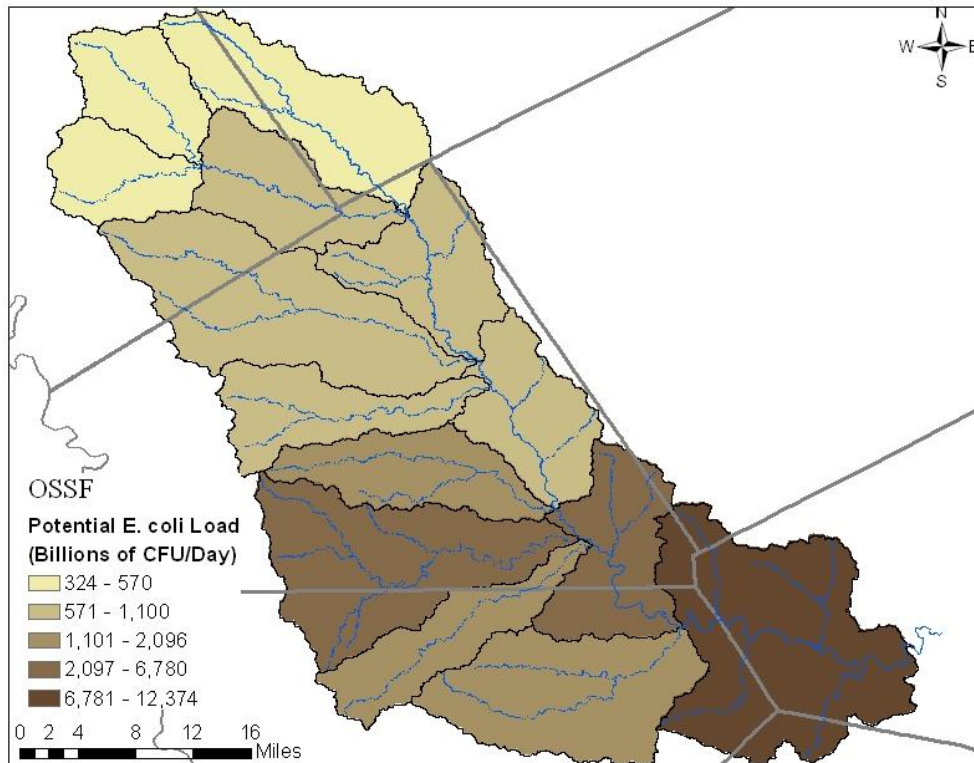 N
W E
S
OSSF
Potential E. coli Load
(Billions of CFU/Day)
324 - 570
571 - 1,100
1,101 - 2,096
2,097 - 6,780
6,781 - 12,374
0 2 4 8 12 16
Miles